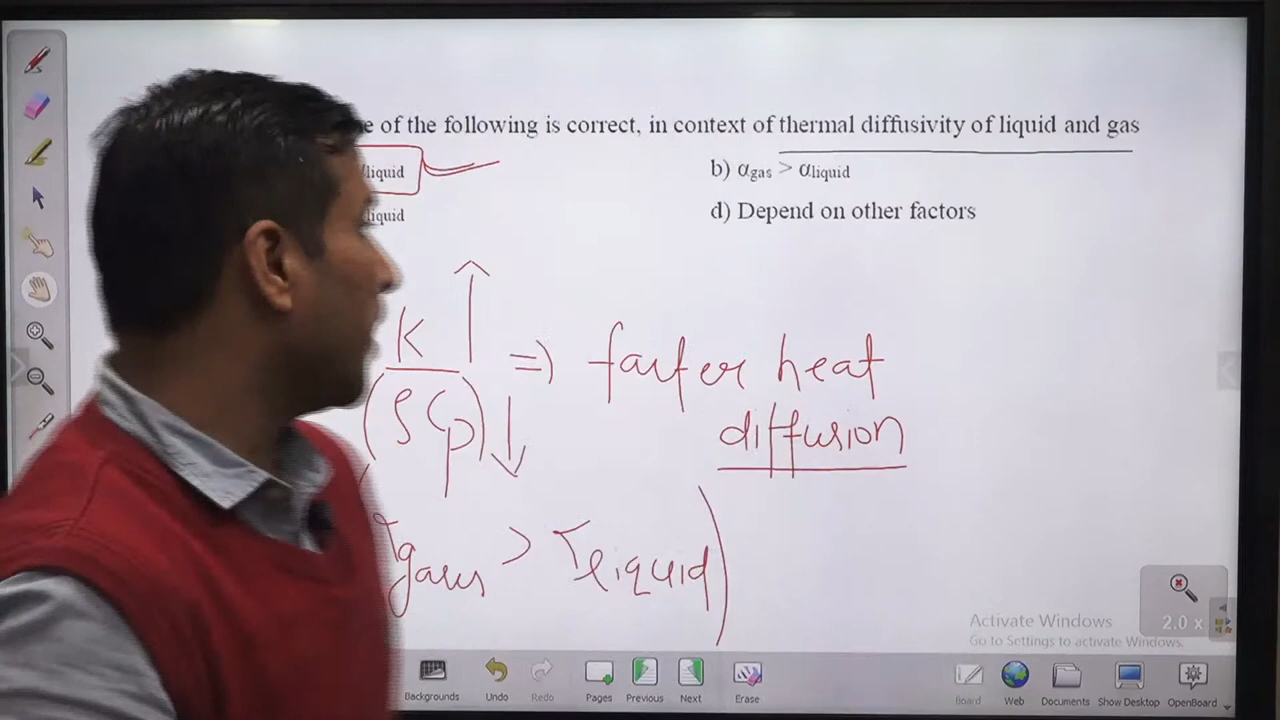 e of the following is correct, in context of thermal diffusivity of liquid and gas
liquid b) αgas > αliquid
liquid d) Depend on other factors
K ↑
(ρCp) ↓ => faster heat
diffusion
gases > τliquid)
Activate Windows
Go to Settings to activate Windows.
2.0 x
Backgrounds Undo Redo Pages Previous Next Erase Board Web Documents Show Desktop OpenBoard